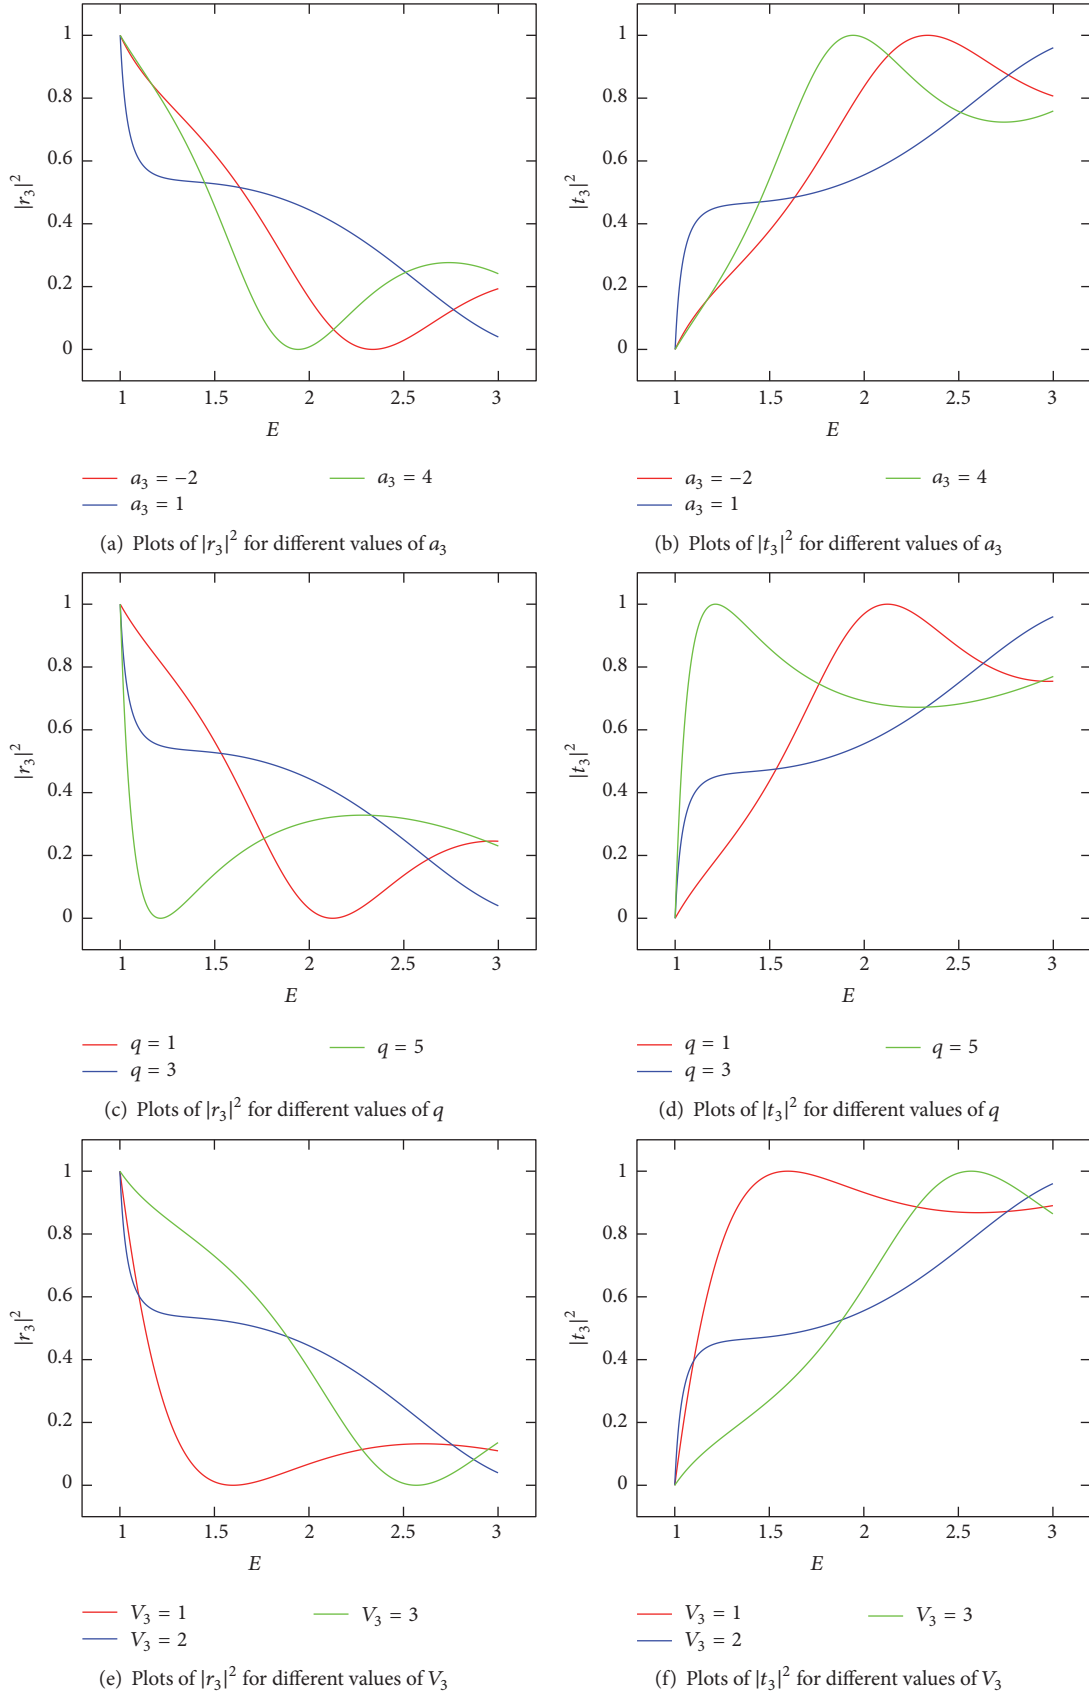 1
0.8
0.6
|r₃|²
0.4
0.2
0
1 1.5 2 2.5 3
E
a₃ = −2 a₃ = 4
a₃ = 1
(a) Plots of |r₃|² for different values of a₃
1
0.8
0.6
|t₃|²
0.4
0.2
0
1 1.5 2 2.5 3
E
a₃ = −2 a₃ = 4
a₃ = 1
(b) Plots of |t₃|² for different values of a₃
1
0.8
0.6
|r₃|²
0.4
0.2
0
1 1.5 2 2.5 3
E
q = 1 q = 5
q = 3
(c) Plots of |r₃|² for different values of q
1
0.8
0.6
|t₃|²
0.4
0.2
0
1 1.5 2 2.5 3
E
q = 1 q = 5
q = 3
(d) Plots of |t₃|² for different values of q
1
0.8
0.6
|r₃|²
0.4
0.2
0
1 1.5 2 2.5 3
E
V₃ = 1 V₃ = 3
V₃ = 2
(e) Plots of |r₃|² for different values of V₃
1
0.8
0.6
|t₃|²
0.4
0.2
0
1 1.5 2 2.5 3
E
V₃ = 1 V₃ = 3
V₃ = 2
(f) Plots of |t₃|² for different values of V₃